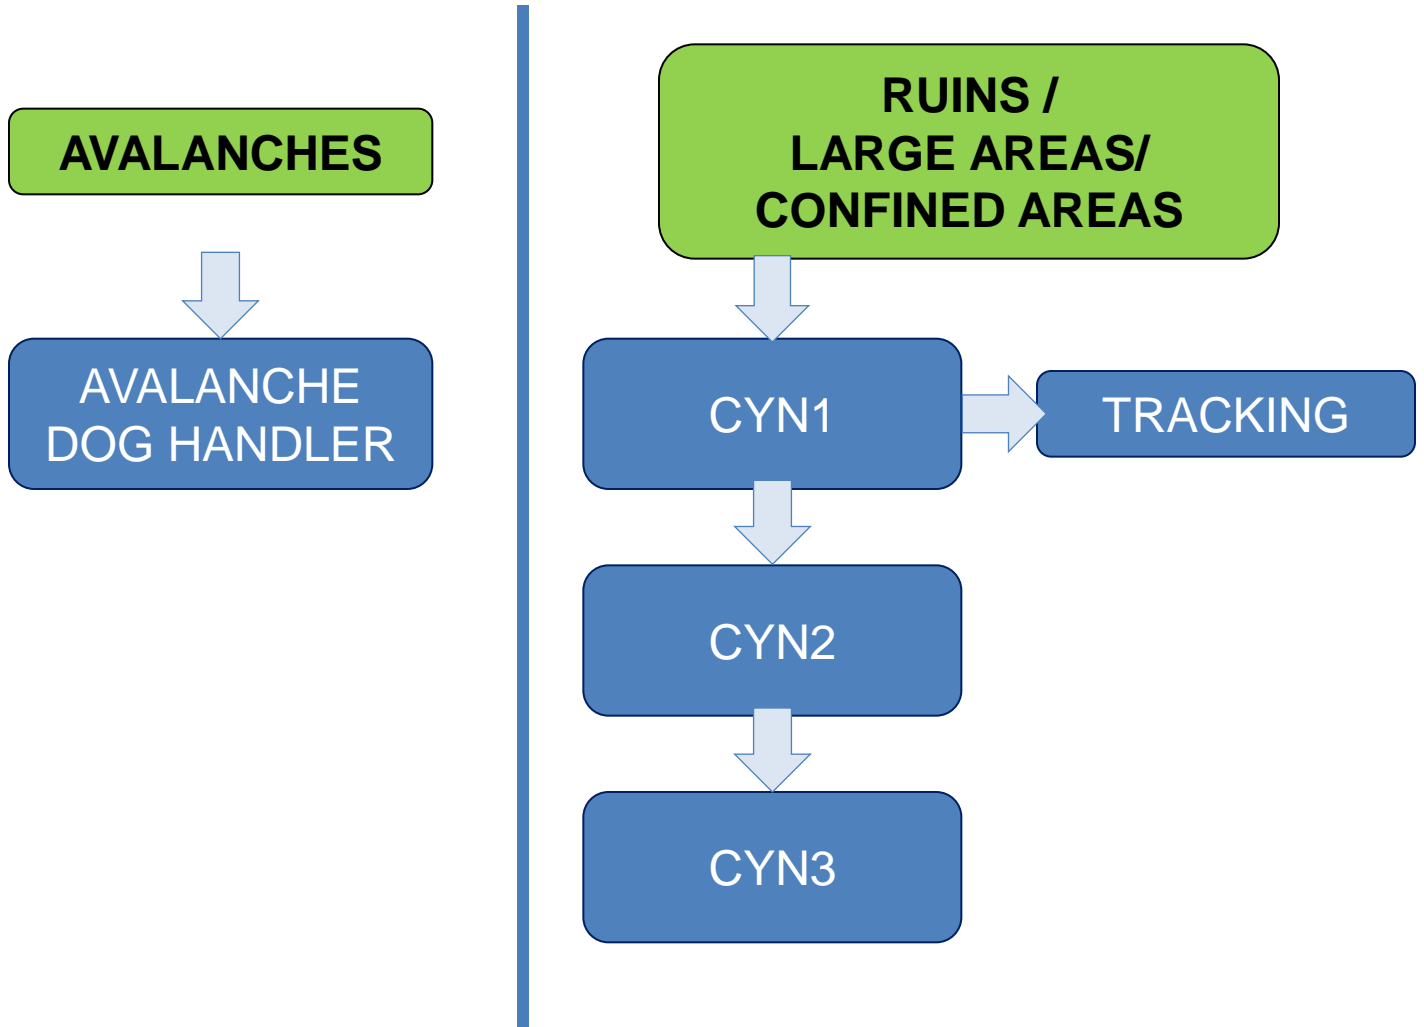 AVALANCHES
AVALANCHE
DOG HANDLER
RUINS /
LARGE AREAS/
CONFINED AREAS
CYN1
TRACKING
CYN2
CYN3